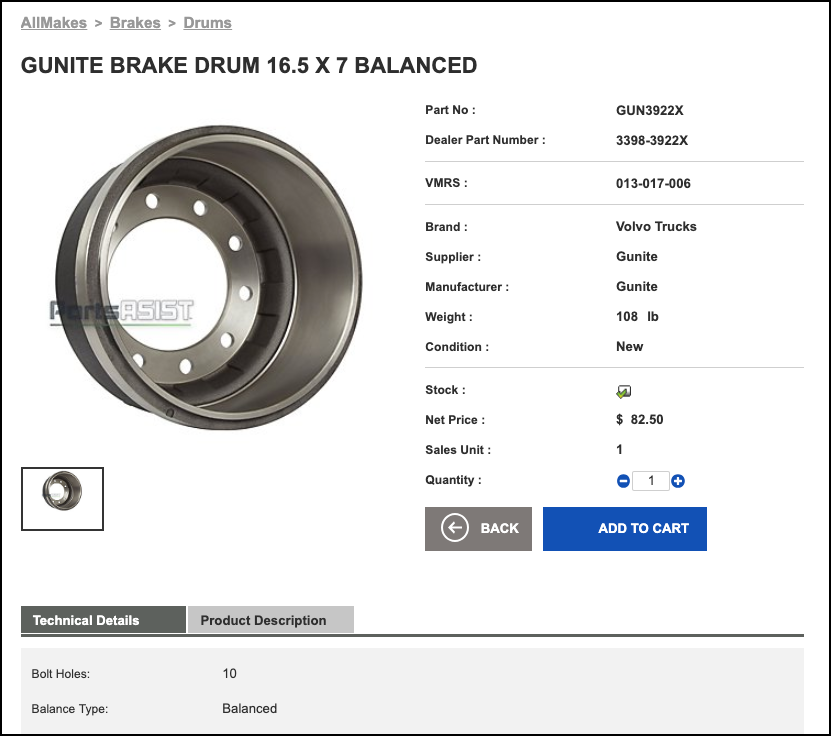 AllMakes > Brakes > Drums
GUNITE BRAKE DRUM 16.5 X 7 BALANCED
PartsASIST
Part No : GUN3922X
Dealer Part Number : 3398-3922X
VMRS : 013-017-006
Brand : Volvo Trucks
Supplier : Gunite
Manufacturer : Gunite
Weight : 108 lb
Condition : New
Stock :
Net Price : $ 82.50
Sales Unit : 1
Quantity : 1
BACK ADD TO CART
Technical Details Product Description
Bolt Holes: 10
Balance Type: Balanced